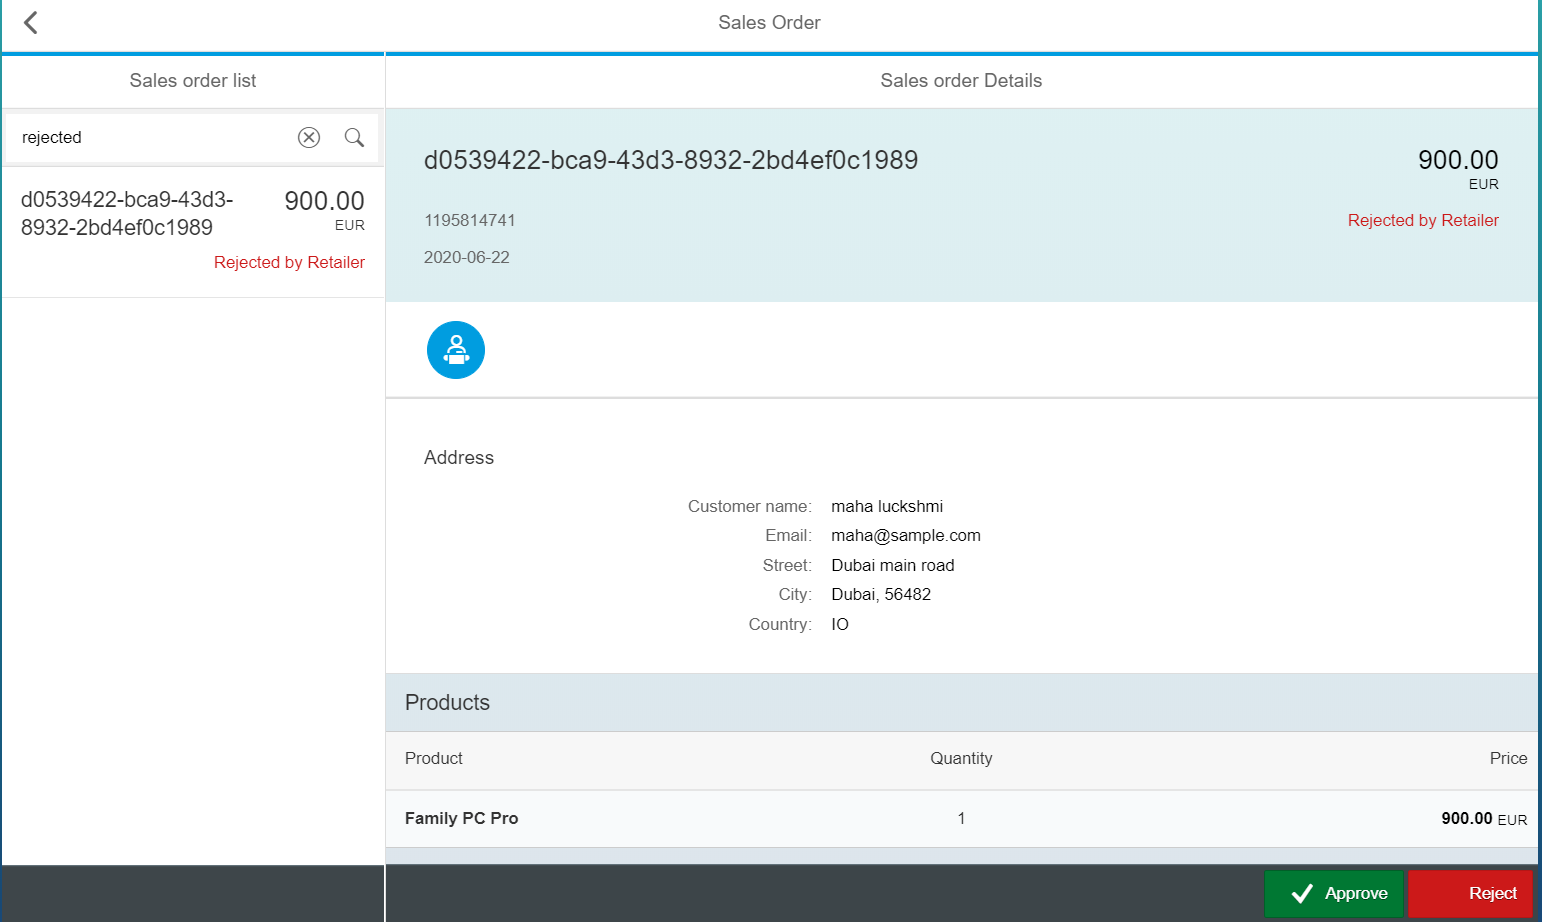 Sales Order
Sales order list
rejected
d0539422-bca9-43d3-
8932-2bd4ef0c1989
900.00
EUR
Rejected by Retailer
Sales order Details
d0539422-bca9-43d3-8932-2bd4ef0c1989
900.00
EUR
1195814741
Rejected by Retailer
2020-06-22
Address
Customer name: maha luckshmi
Email: maha@sample.com
Street: Dubai main road
City: Dubai, 56482
Country: IO
Products
Product Quantity Price
Family PC Pro 1 900.00 EUR
Approve Reject